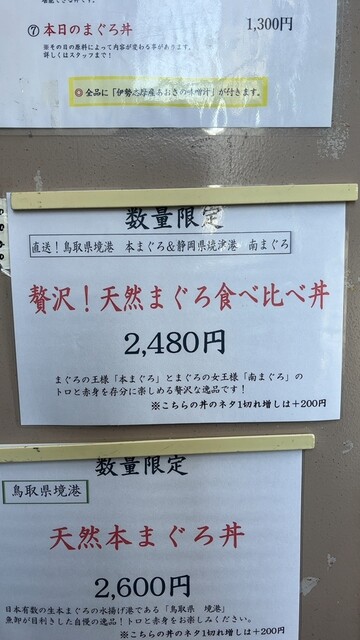 ⑦ 本日のまぐろ丼
1,300円
※その日の原料によって内容が変わる事があります。
詳しくはスタッフまで！
◎ 全品に「伊勢志摩産あおさの味噌汁」が付きます。
数量限定
直送！鳥取県境港 本まぐろ&静岡県焼津港 南まぐろ
贅沢！天然まぐろ食べ比べ丼
2,480円
まぐろの王様「本まぐろ」とまぐろの女王様「南まぐろ」の
トロと赤身を存分に楽しめる贅沢な逸品です！
※こちらの丼のネタ1切れ増しは+200円
数量限定
鳥取県境港
天然本まぐろ丼
2,600円
日本有数の生本まぐろの水揚げ港である「鳥取県 境港」
魚卸が目利きした自慢の逸品！トロと赤身をお楽しみください。
※こちらの丼のネタ1切れ増しは+200円